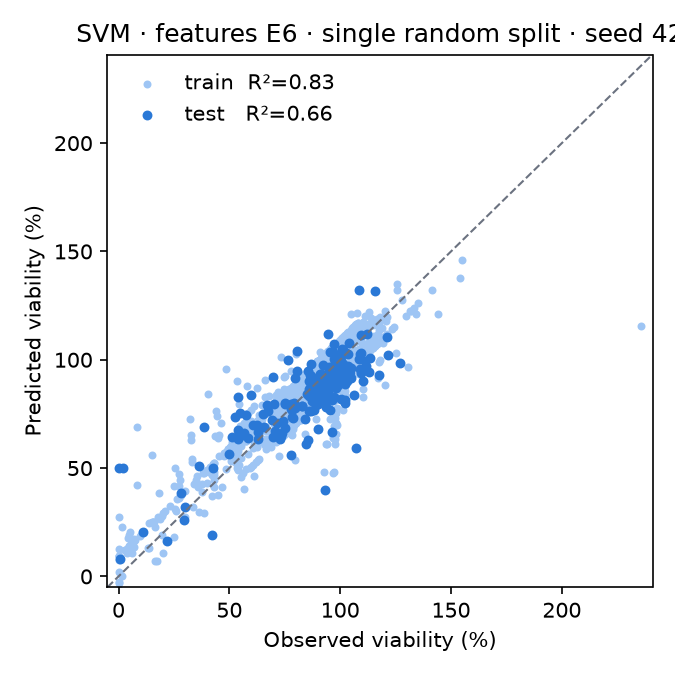 SVM · features E6 · single random split · seed 42
train R²=0.83
test R²=0.66
200
150
100
50
0
Predicted viability (%)
0 50 100 150 200
Observed viability (%)